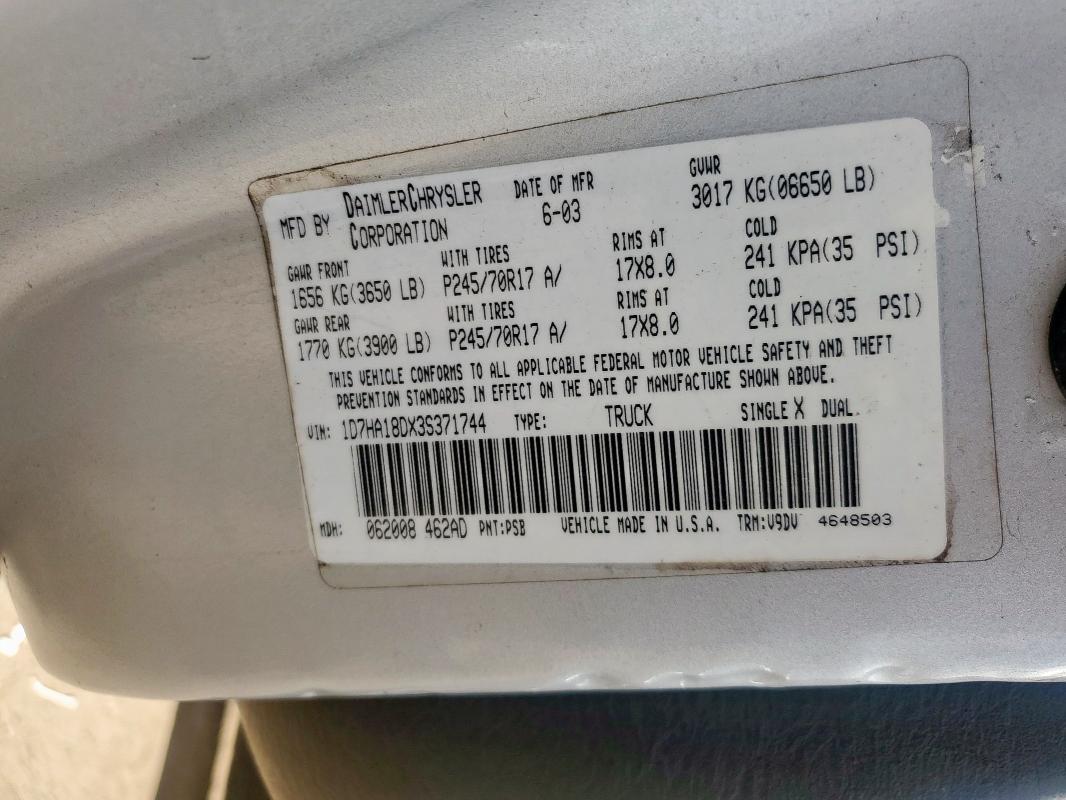 MFD BY DAIMLERCHRYSLER CORPORATION DATE OF MFR 6-03 GVWR 3017 KG(06650 LB)
GAWR FRONT WITH TIRES RIMS AT COLD
1656 KG(3650 LB) P245/70R17 A/ 17X8.0 241 KPA(35 PSI)
GAWR REAR WITH TIRES RIMS AT COLD
1770 KG(3900 LB) P245/70R17 A/ 17X8.0 241 KPA(35 PSI)
THIS VEHICLE CONFORMS TO ALL APPLICABLE FEDERAL MOTOR VEHICLE SAFETY AND THEFT
PREVENTION STANDARDS IN EFFECT ON THE DATE OF MANUFACTURE SHOWN ABOVE.
VIN: 1D7HA18DX3S371744 TYPE: TRUCK SINGLE X DUAL
MDH: 062008 462AD PNT:PSB VEHICLE MADE IN U.S.A. TRM:V9DV 4648503